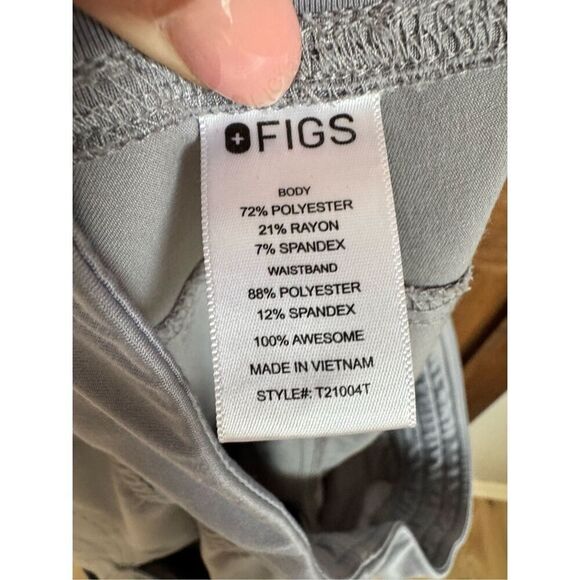 FIGS
BODY
72% POLYESTER
21% RAYON
7% SPANDEX
WAISTBAND
88% POLYESTER
12% SPANDEX
100% AWESOME
MADE IN VIETNAM
STYLE#: T21004T